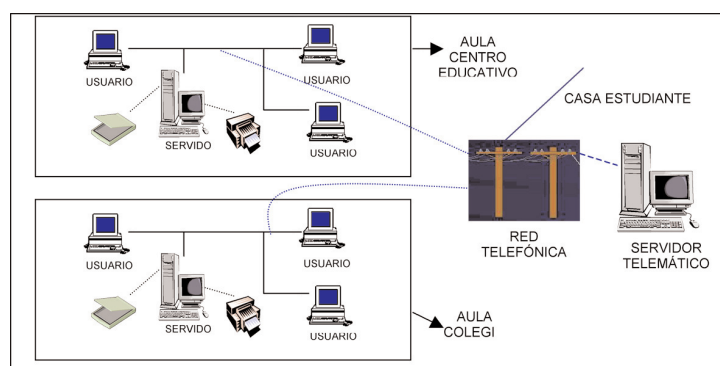 USUARIO
USUARIO
SERVIDO
USUARIO
AULA
CENTRO
EDUCATIVO
CASA ESTUDIANTE
RED
TELEFÓNICA
SERVIDOR
TELEMÁTICO
USUARIO
USUARIO
SERVIDO
USUARIO
AULA
COLEGI